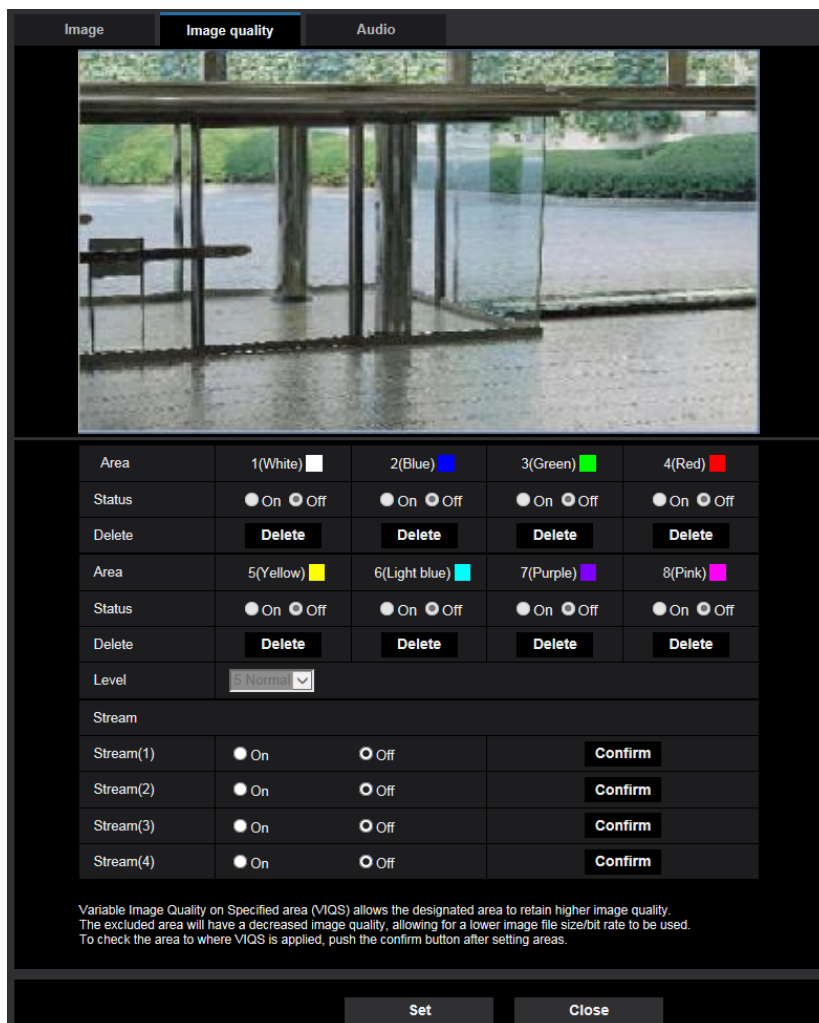 Image Image quality Audio
Area 1(White) 2(Blue) 3(Green) 4(Red)
Status On Off On Off On Off On Off
Delete Delete Delete Delete Delete
Area 5(Yellow) 6(Light blue) 7(Purple) 8(Pink)
Status On Off On Off On Off On Off
Delete Delete Delete Delete Delete
Level 5 Normal
Stream
Stream(1) On Off Confirm
Stream(2) On Off Confirm
Stream(3) On Off Confirm
Stream(4) On Off Confirm
Variable Image Quality on Specified area (VIQS) allows the designated area to retain higher image quality.
The excluded area will have a decreased image quality, allowing for a lower image file size/bit rate to be used.
To check the area to where VIQS is applied, push the confirm button after setting areas.
Set Close